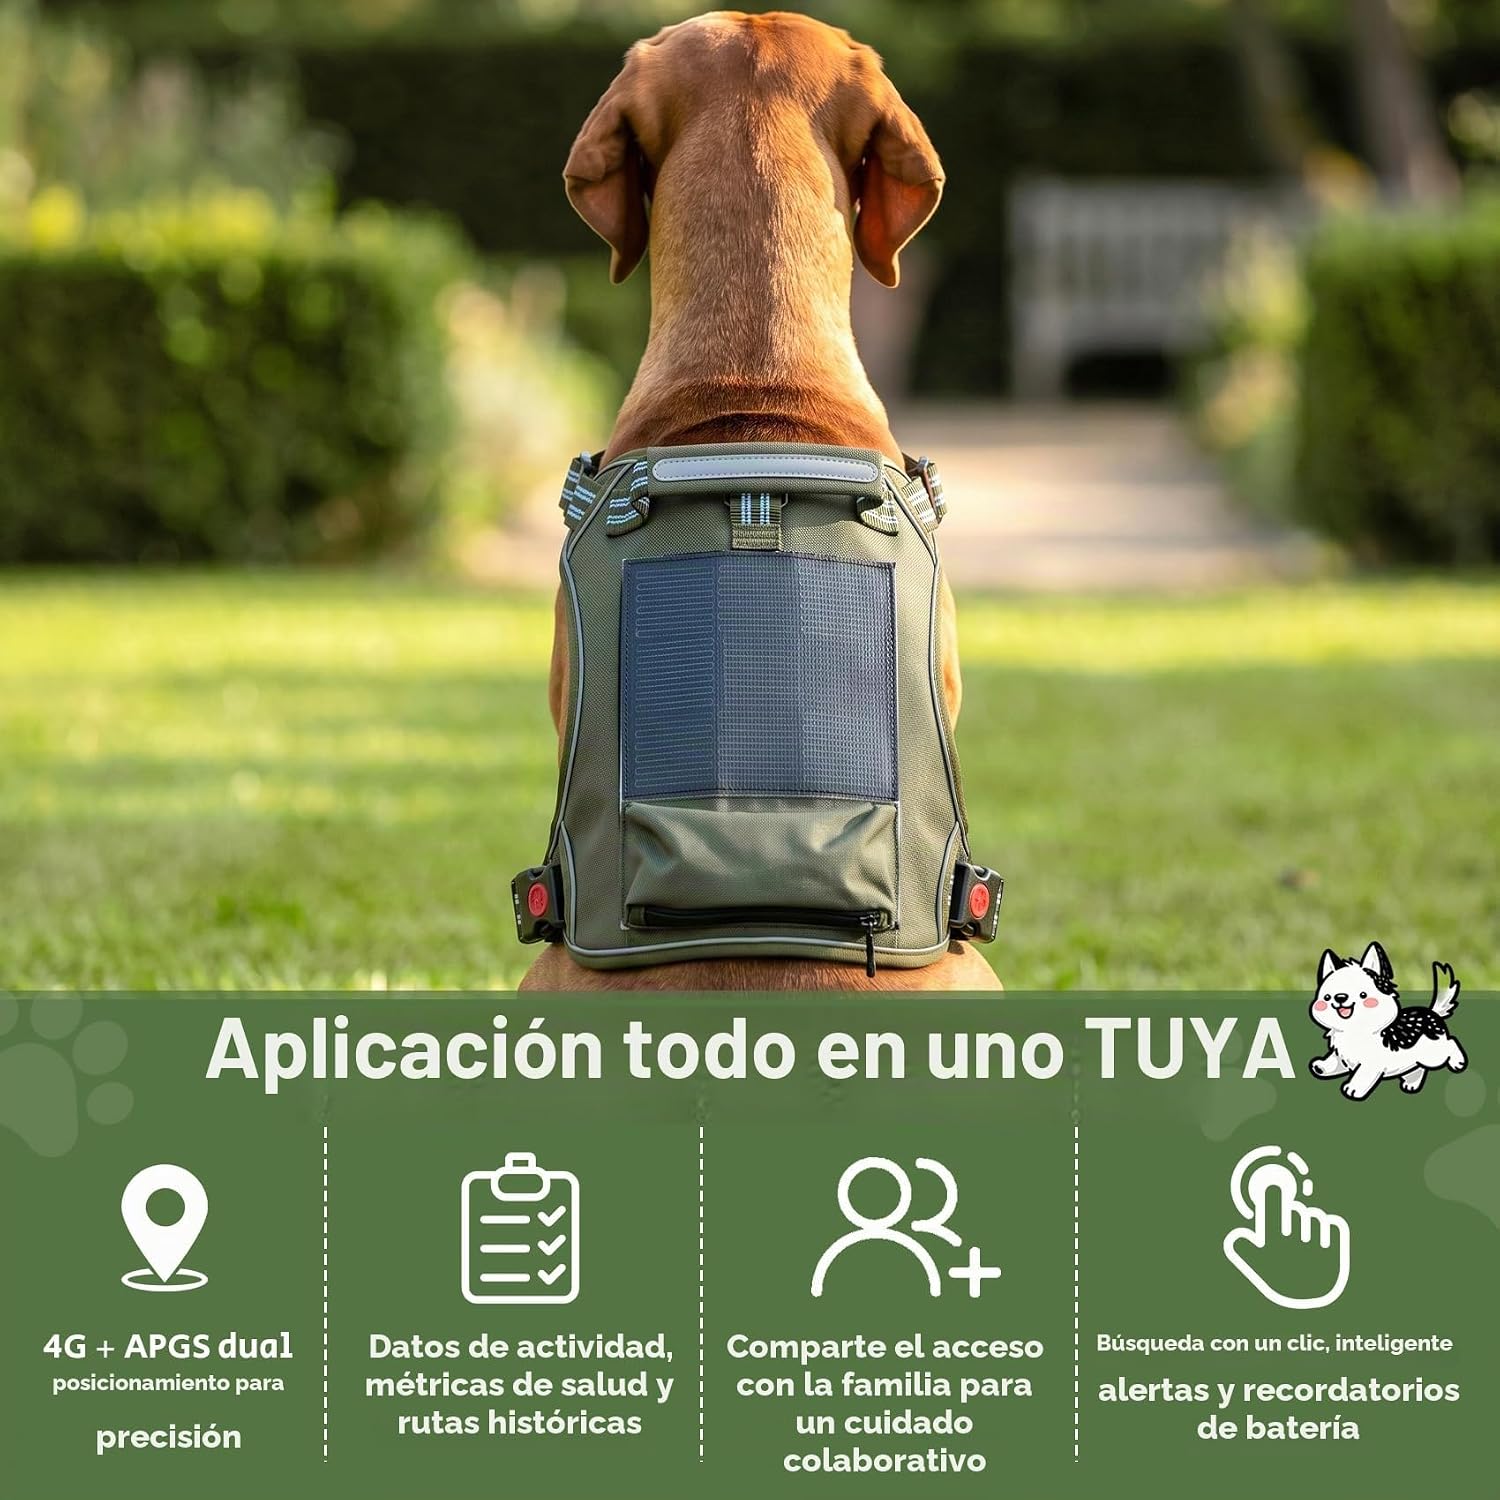 Aplicación todo en uno TUYA
4G + APGS dual
posicionamiento para
precisión
Datos de actividad,
métricas de salud y
rutas históricas
Comparte el acceso
con la familia para
un cuidado
colaborativo
Búsqueda con un clic, inteligente
alertas y recordatorios
de batería